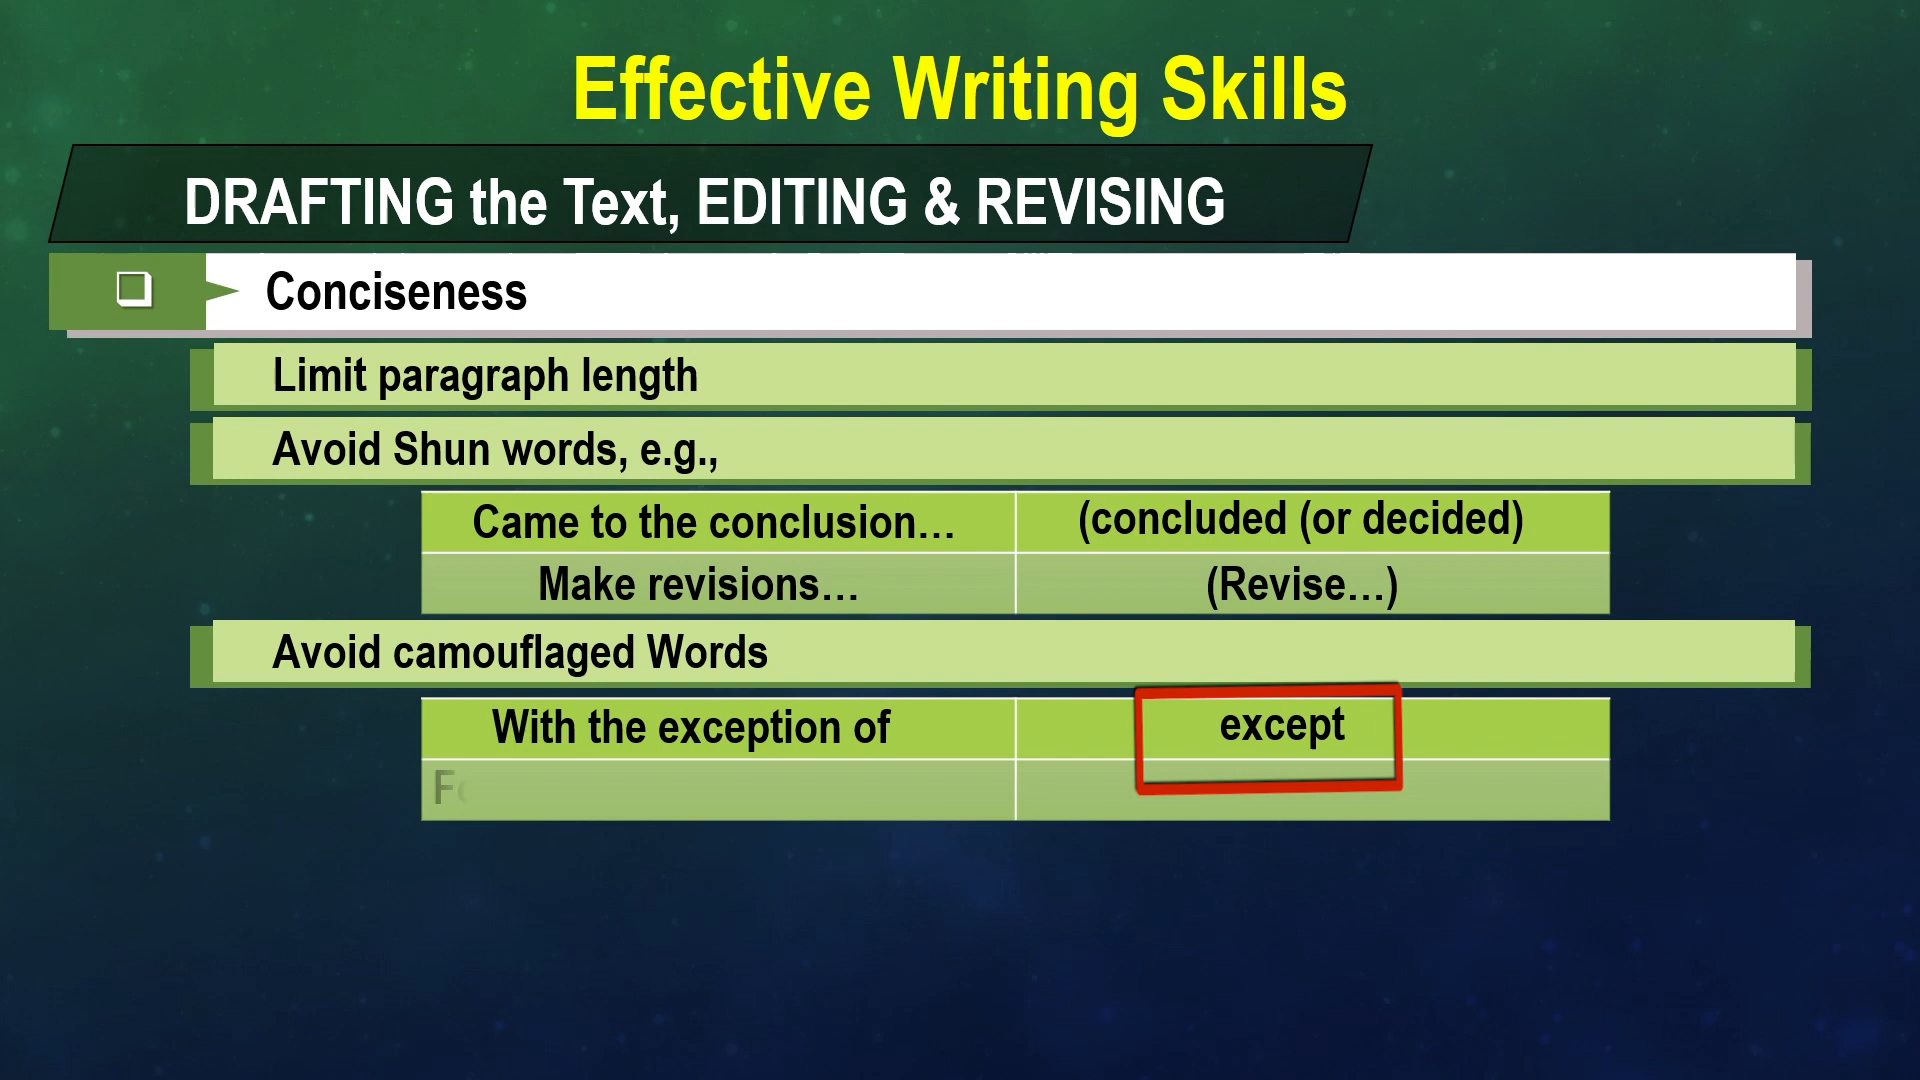 Effective Writing Skills
DRAFTING the Text, EDITING & REVISING
Conciseness
Limit paragraph length
Avoid Shun words, e.g.,
Came to the conclusion… (concluded (or decided)
Make revisions… (Revise…)
Avoid camouflaged Words
With the exception of except